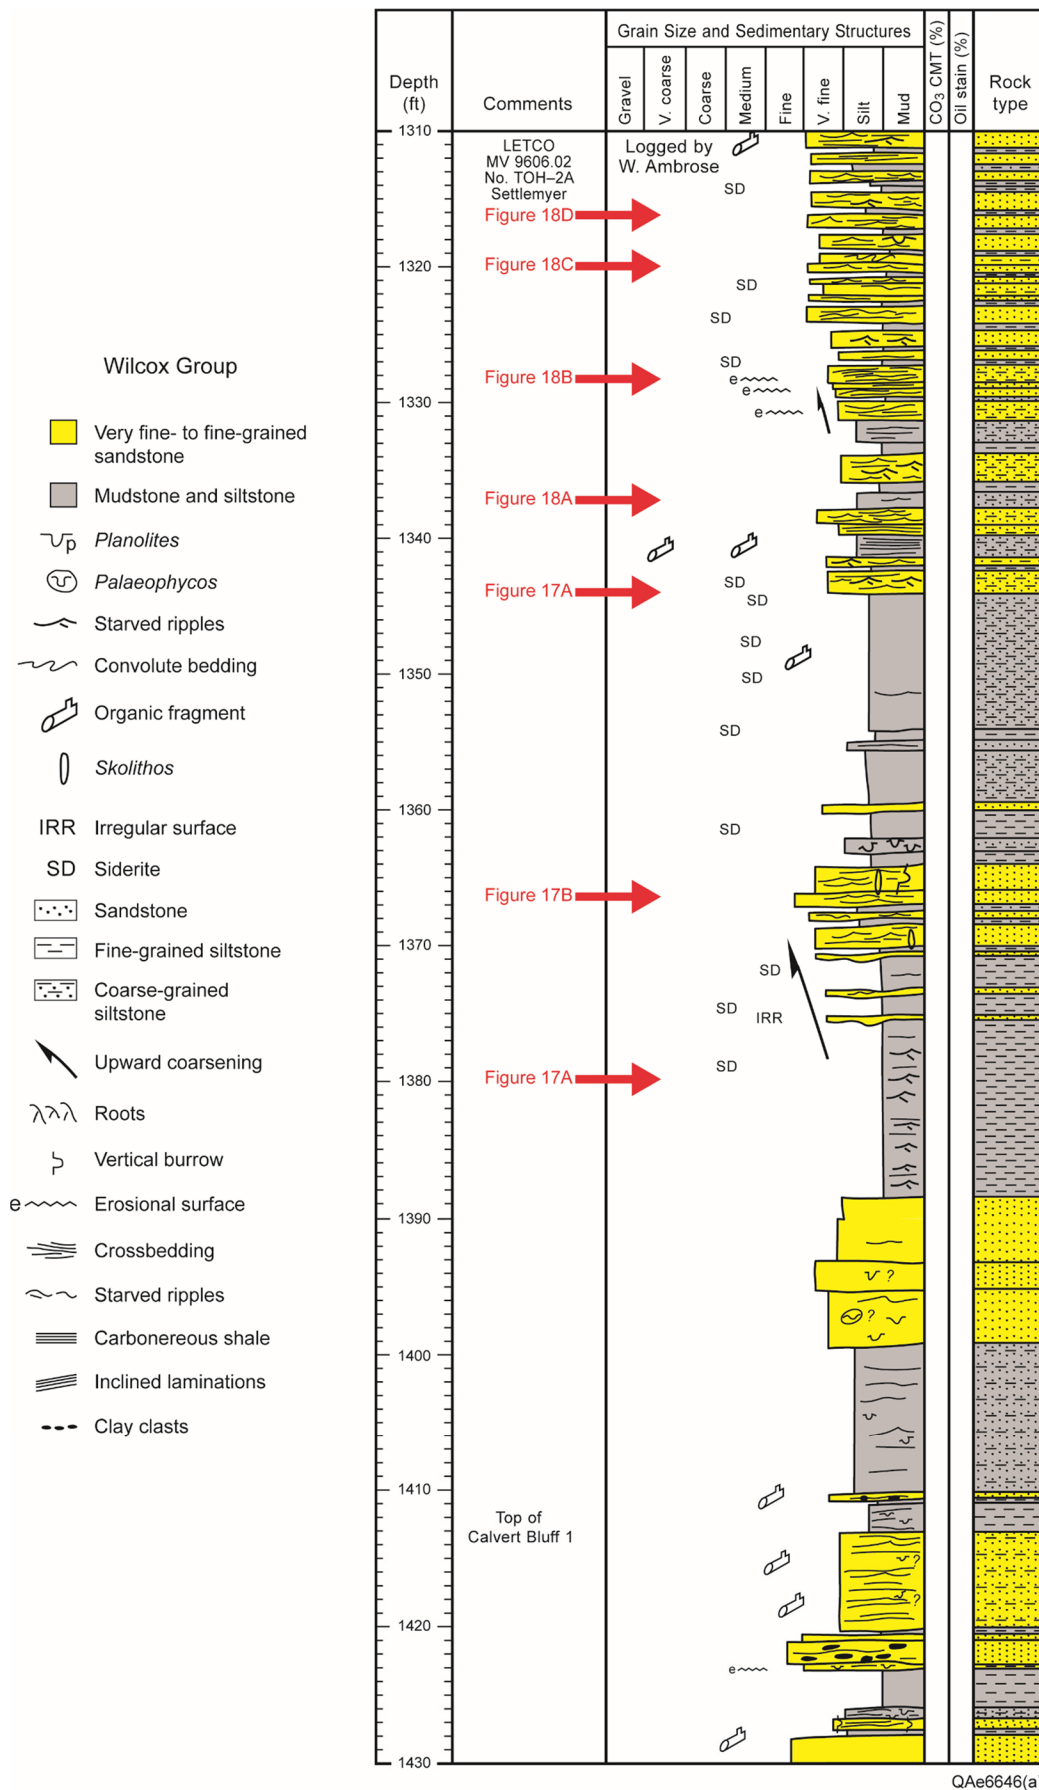 Grain Size and Sedimentary Structures
Depth
(ft)
Comments
Gravel
V. coarse
Coarse
Medium
Fine
V. fine
Silt
Mud
CO₃ CMT (%)
Oil stain (%)
Rock
type
1310
LETCO
MV 9606.02
No. TOH–2A
Settlemyer
Logged by
W. Ambrose
SD
Figure 18D
1320
Figure 18C
SD
SD
SD
Figure 18B
e
e
1330
e
Figure 18A
1340
SD
Figure 17A
SD
SD
1350
SD
SD
1360
SD
Figure 17B
1370
SD
SD
IRR
SD
Figure 17A
1380
1390
?
?
1400
1410
Top of
Calvert Bluff 1
?
?
1420
e
1430
Wilcox Group
Very fine- to fine-grained
sandstone
Mudstone and siltstone
p Planolites
Palaeophycos
Starved ripples
Convolute bedding
Organic fragment
Skolithos
IRR Irregular surface
SD Siderite
Sandstone
Fine-grained siltstone
Coarse-grained
siltstone
Upward coarsening
Roots
Vertical burrow
e Erosional surface
Crossbedding
Starved ripples
Carbonereous shale
Inclined laminations
Clay clasts
QAe6646(a)